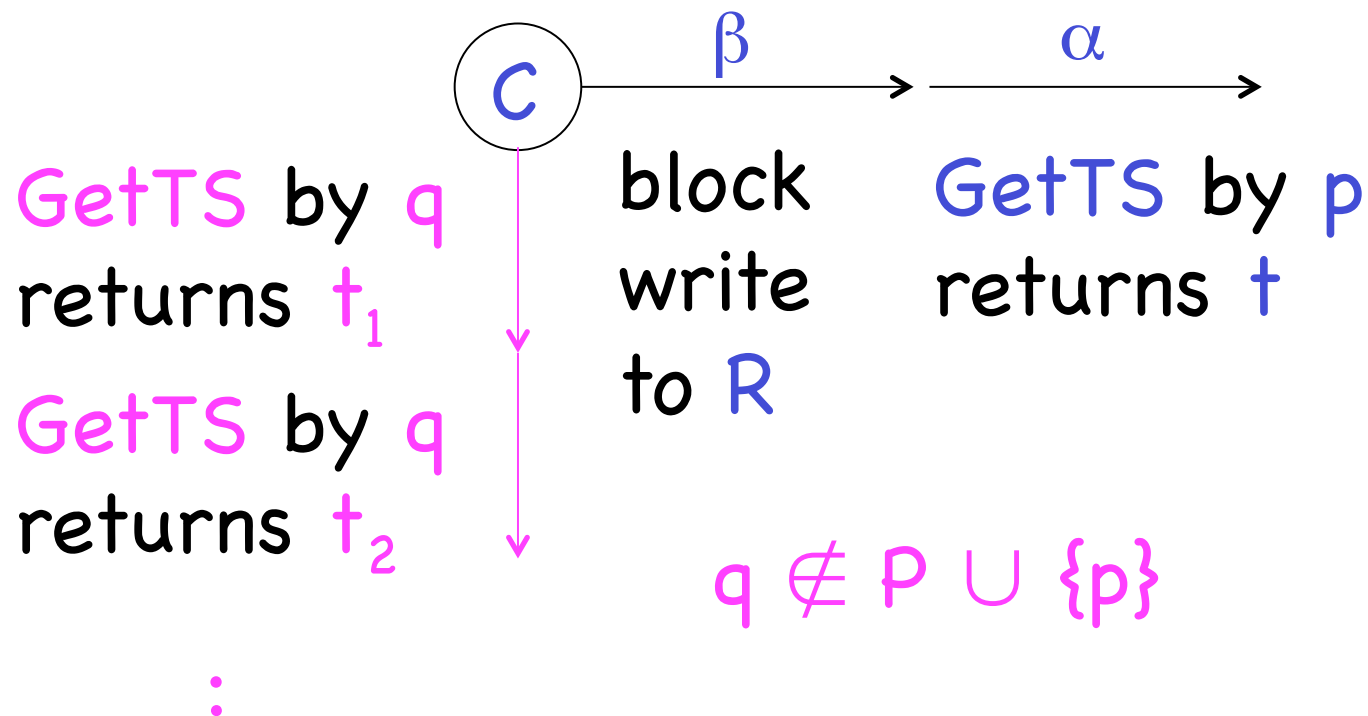 C
β
α
GetTS by q
returns t₁
GetTS by q
returns t₂
:
block
write
to R
GetTS by p
returns t
q ∉ P ∪ {p}